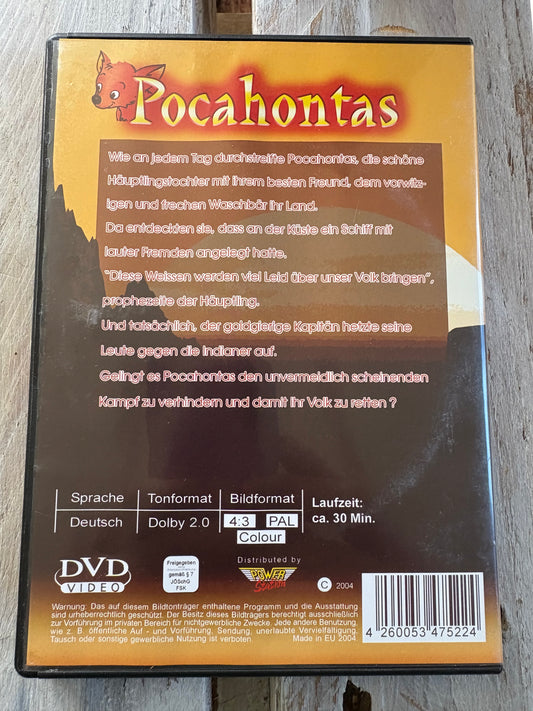 Pocahontas
Wie an jedem Tag durchstreifte Pocahontas, die schöne
Häuptlingstochter mit ihrem besten Freund, dem vorwitz-
igen und frechen Waschbär ihr Land.
Da entdeckten sie, dass an der Küste ein Schiff mit
lauter Fremden angelegt hatte.
"Diese Weissen werden viel Leid über unser Volk bringen",
prophezeite der Häuptling.
Und tatsächlich, der goldgierige Kapitän hetzte seine
Leute gegen die Indianer auf.
Gelingt es Pocahontas den unvermeidlich scheinenden
Kampf zu verhindern und damit ihr Volk zu retten ?
Sprache Tonformat Bildformat
Deutsch Dolby 2.0 4:3 PAL
Colour
Laufzeit:
ca. 30 Min.
DVD
VIDEO
Freigegeben
gemäß § 7
JÖSchG
FSK
Distributed by
POWER
Station
C 2004
Warnung: Das auf diesem Bildtonträger enthaltene Programm und die Ausstattung
sind urheberrechtlich geschützt. Der Besitz dieses Bildträgers berechtigt ausschließlich
zur Vorführung im privaten Bereich für nichtgewerbliche Zwecke. Jede andere Benutzung,
wie z. B. öffentliche Auf - und Vorführung, Sendung, unerlaubte Vervielfältigung,
Tausch oder sonstige gewerbliche Nutzung ist verboten. Made in EU 2004.
4 260053 475224